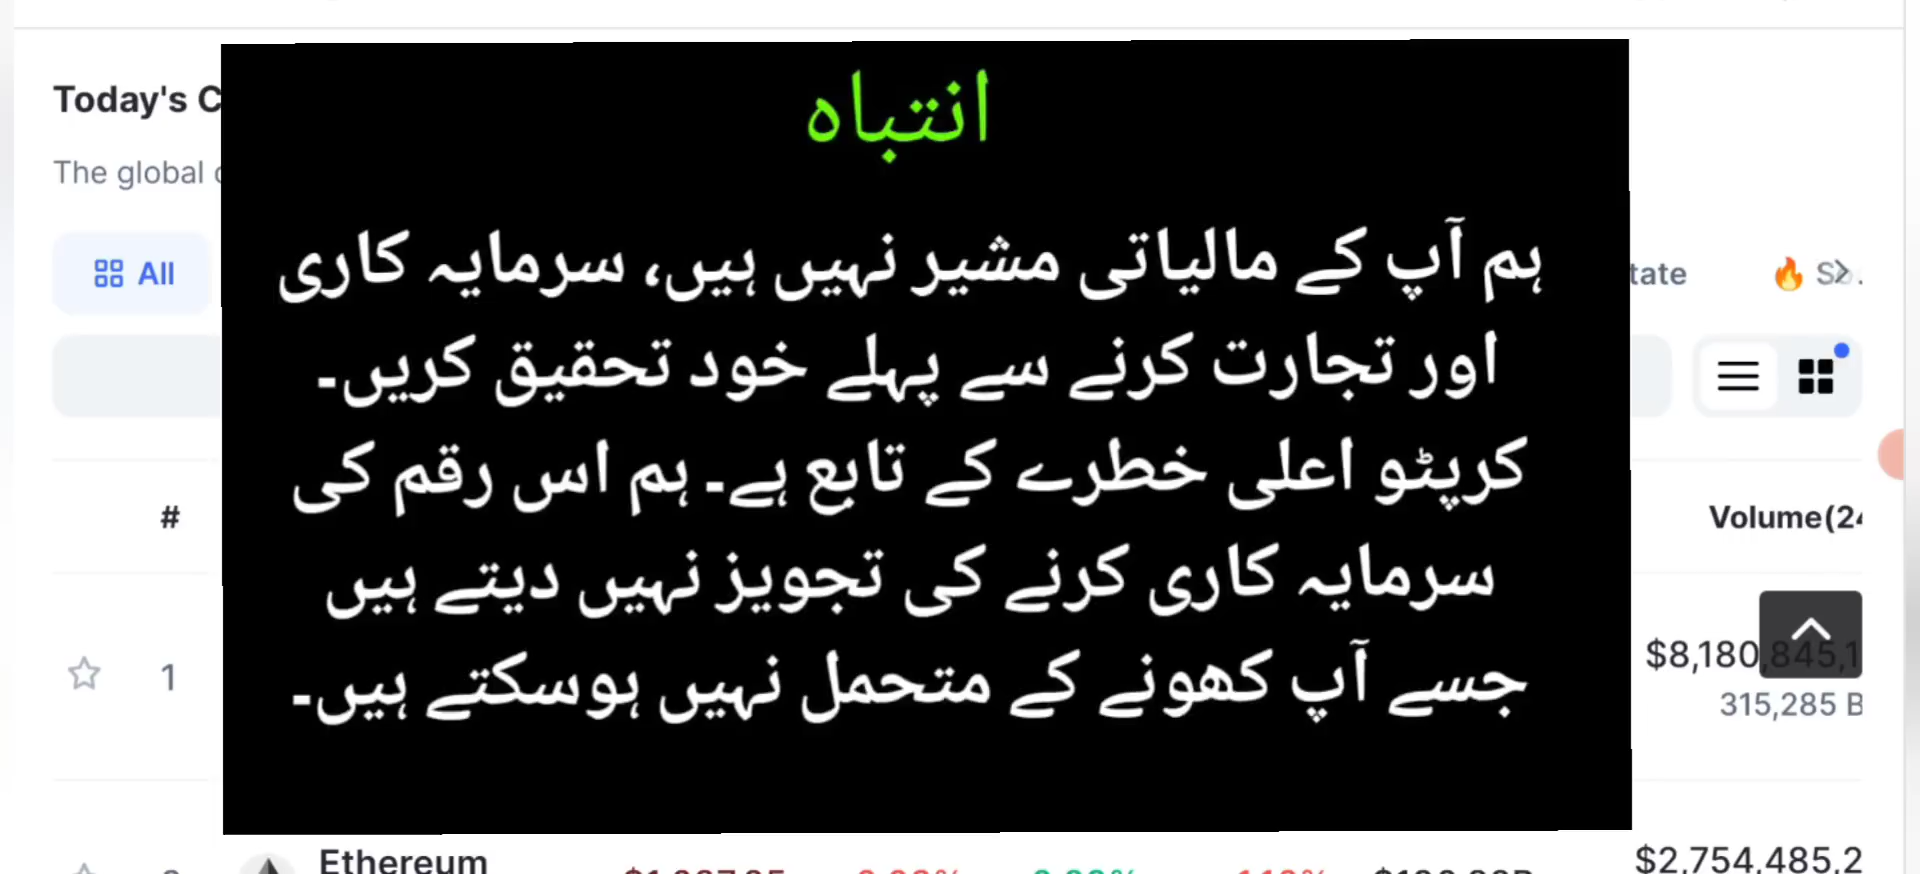 Today's C
The global
انتباہ
ہم آپ کے مالیاتی مشیر نہیں ہیں، سرمایہ کاری
اور تجارت کرنے سے پہلے خود تحقیق کریں۔
کرپٹو اعلی خطرے کے تابع ہے۔ ہم اس رقم کی
سرمایہ کاری کرنے کی تجویز نہیں دیتے ہیں
جسے آپ کھونے کے متحمل نہیں ہوسکتے ہیں۔
All
tate
#
Volume(24
1
$8,180,845,1
315,285 B
Ethereum
$2,754,485,2